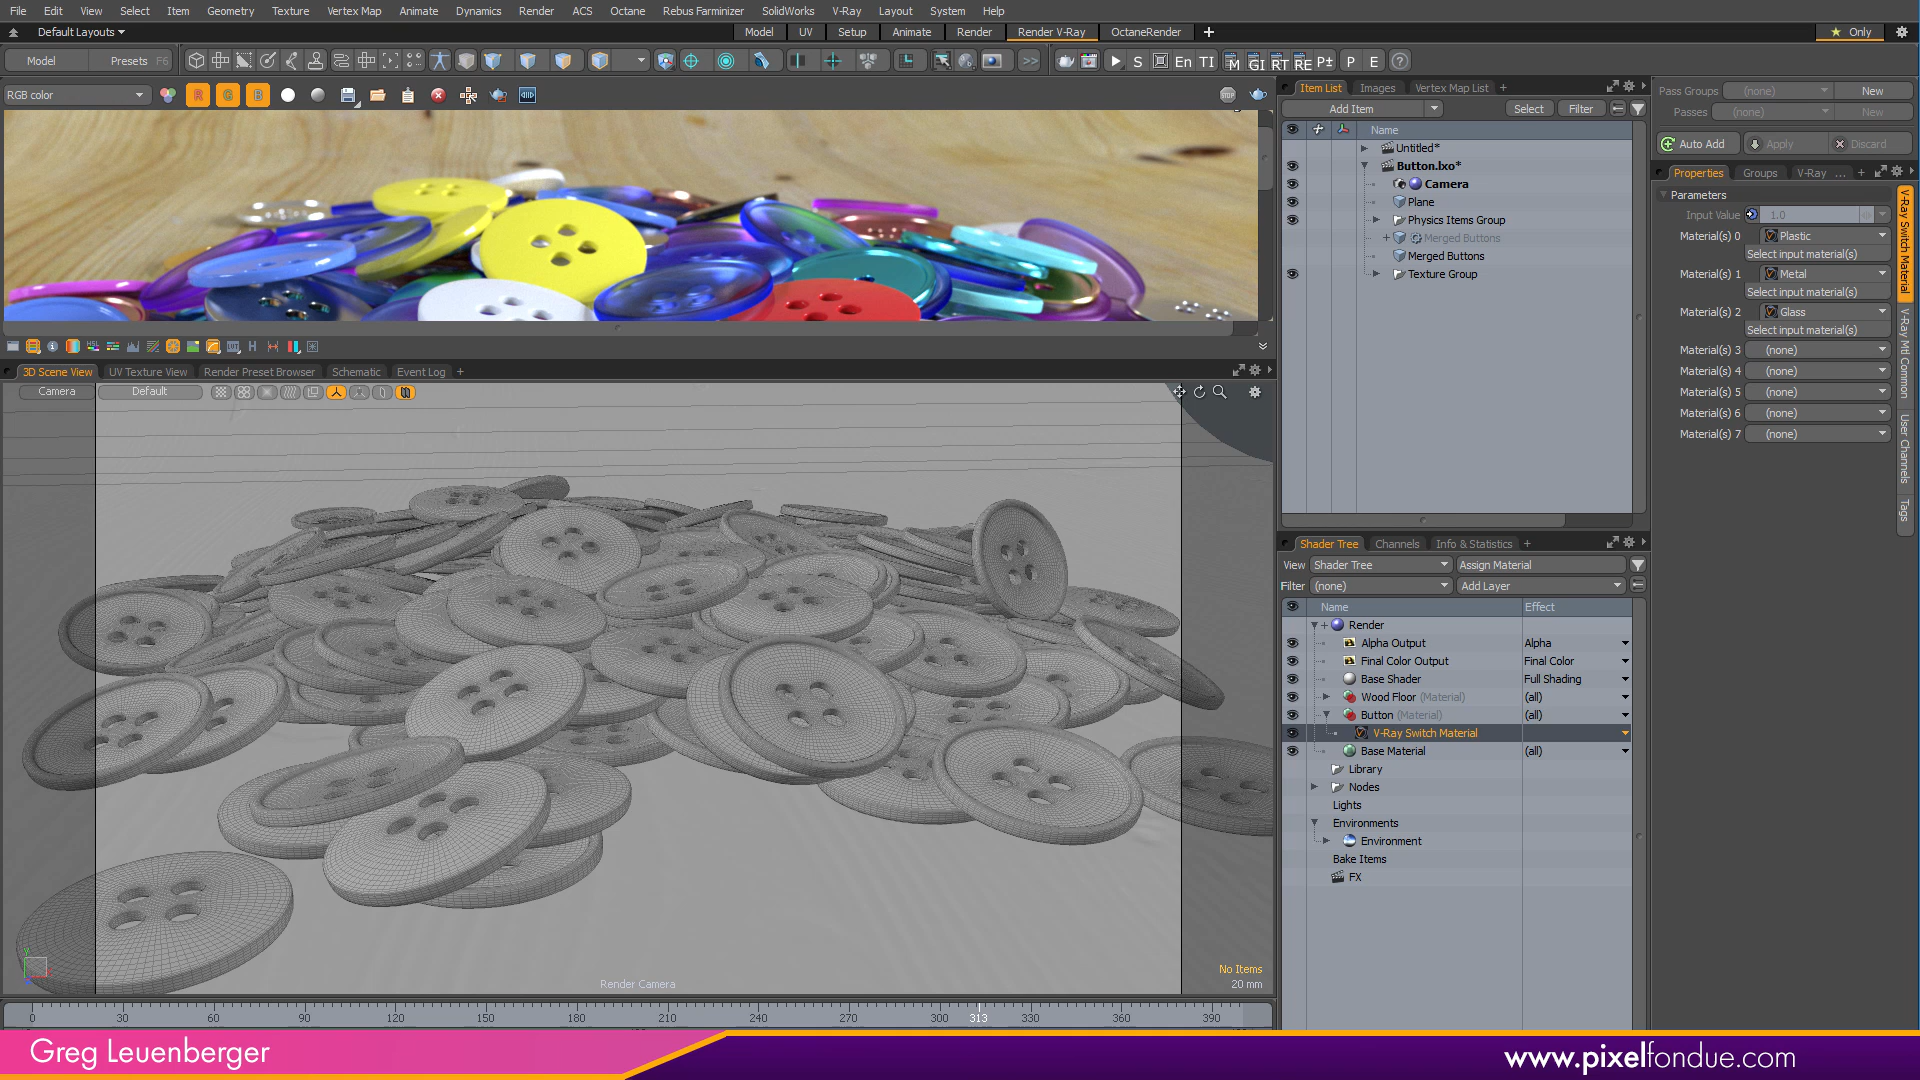 File Edit View Select Item Geometry Texture Vertex Map Animate Dynamics Render ACS Octane Rebus Farminizer SolidWorks V-Ray Layout System Help
Default Layouts Model UV Setup Animate Render Render V-Ray OctaneRender + Only
Model Presets F6 >> S En TI M GI RT RE P± P E ?
RGB color R G B STOP
3D Scene View UV Texture View Render Preset Browser Schematic Event Log +
Camera Default
Render Camera
No Items
20 mm
0 30 60 90 120 150 180 210 240 270 300 313 330 360 390
Item List Images Vertex Map List +
Add Item Select Filter
Name
Untitled*
Button.lxo*
Camera
Plane
Physics Items Group
Merged Buttons
Merged Buttons
Texture Group
Shader Tree Channels Info & Statistics +
View Shader Tree Assign Material
Filter (none) Add Layer
Name Effect
Render
Alpha Output Alpha
Final Color Output Final Color
Base Shader Full Shading
Wood Floor (Material) (all)
Button (Material) (all)
V-Ray Switch Material
Base Material (all)
Library
Nodes
Lights
Environments
Environment
Bake Items
FX
Pass Groups (none) New
Passes (none) New
Auto Add Apply Discard
Properties Groups V-Ray ... +
Parameters
Input Value 1.0
Material(s) 0 Plastic
Select input material(s)
Material(s) 1 Metal
Select input material(s)
Material(s) 2 Glass
Select input material(s)
Material(s) 3 (none)
Material(s) 4 (none)
Material(s) 5 (none)
Material(s) 6 (none)
Material(s) 7 (none)
V-Ray Switch Material
V-Ray Mtl Common
User Channels
Tags
Greg Leuenberger
www.pixelfondue.com